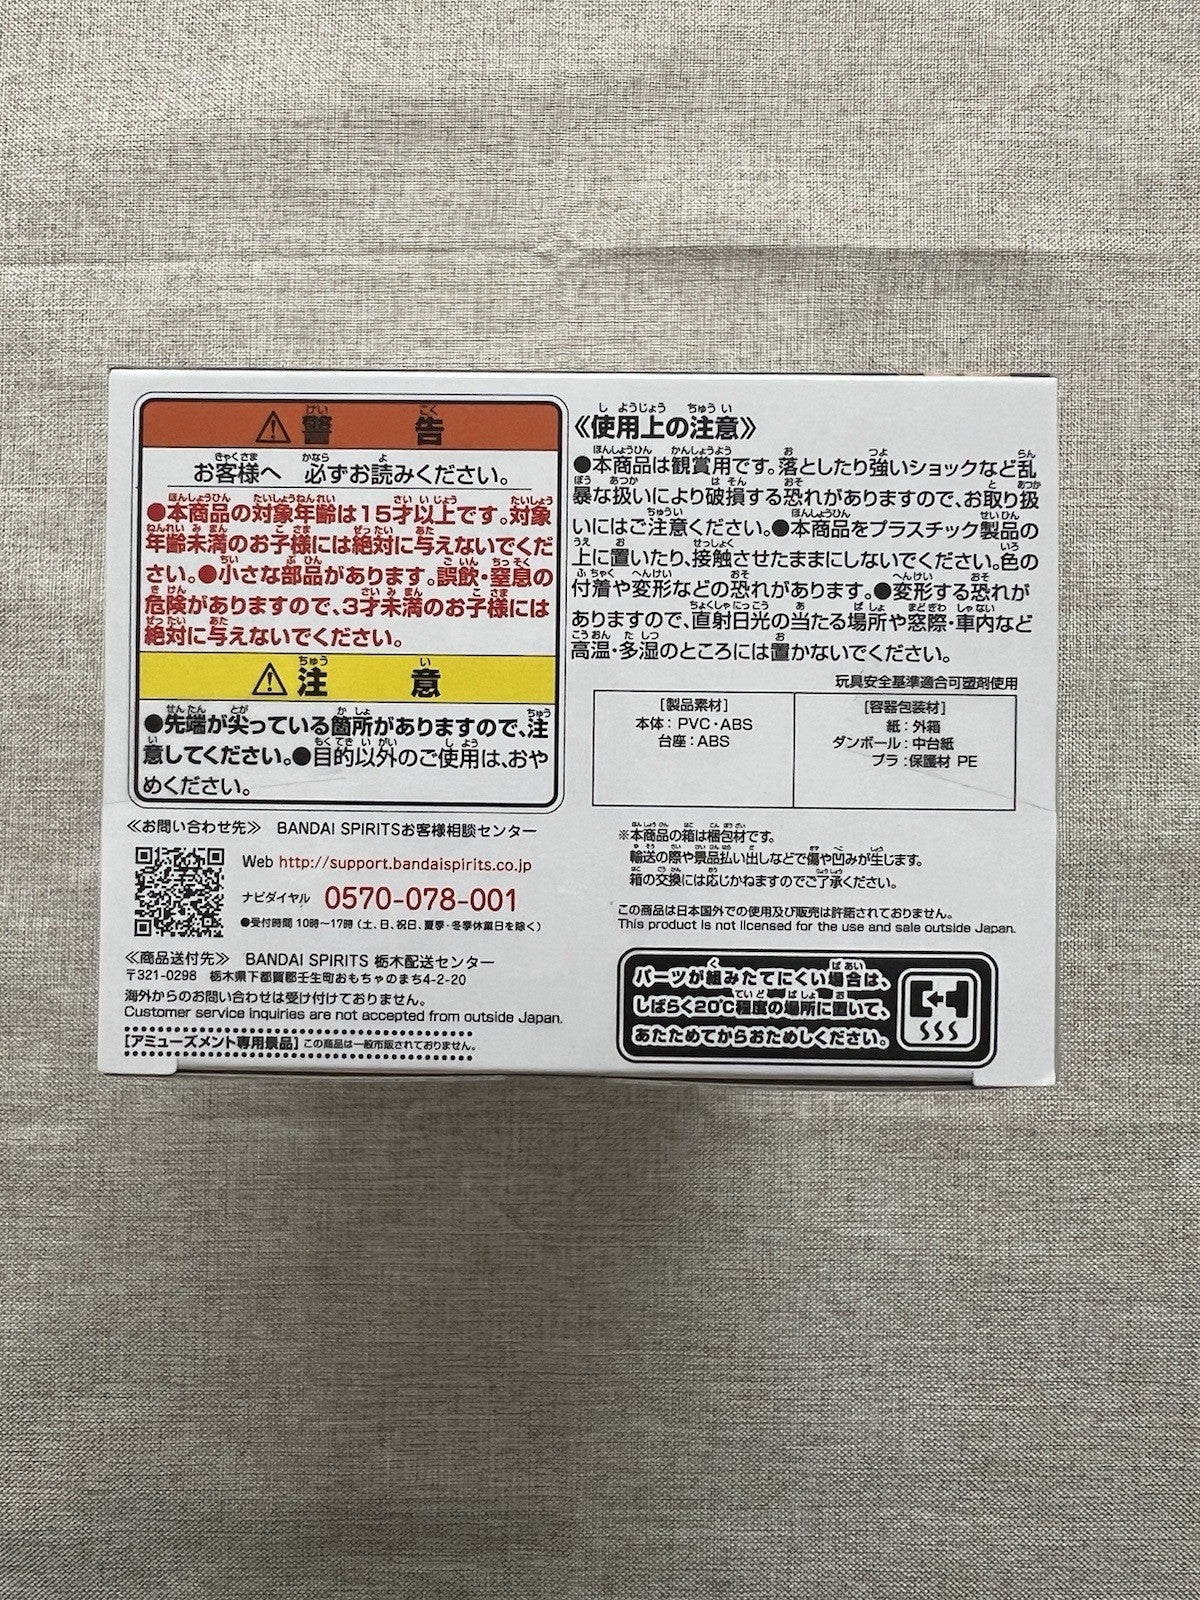 ⚠警告
お客様へ 必ずお読みください。
●本商品の対象年齢は15才以上です。対象
年齢未満のお子様には絶対に与えないでくだ
さい。●小さな部品があります。誤飲・窒息の
危険がありますので、3才未満のお子様には
絶対に与えないでください。
⚠注意
●先端が尖っている箇所がありますので、注
意してください。●目的以外のご使用は、おや
めください。
《お問い合わせ先》 BANDAI SPIRITSお客様相談センター
Web http://support.bandaispirits.co.jp
ナビダイヤル 0570-078-001
●受付時間 10時〜17時（土、日、祝日、夏季・冬季休業日を除く）
《商品送付先》 BANDAI SPIRITS 栃木配送センター
〒321-0298 栃木県下都賀郡壬生町おもちゃのまち4-2-20
海外からのお問い合わせは受け付けておりません。
Customer service inquiries are not accepted from outside Japan.
[アミューズメント専用景品] この商品は一般市販されておりません。
《使用上の注意》
●本商品は観賞用です。落としたり強いショックなど乱
暴な扱いにより破損する恐れがありますので、お取り扱
いにはご注意ください。●本商品をプラスチック製品の
上に置いたり、接触させたままにしないでください。色の
付着や変形などの恐れがあります。●変形する恐れが
ありますので、直射日光の当たる場所や窓際・車内など
高温・多湿のところには置かないでください。
玩具安全基準適合可塑剤使用
[製品素材]
本体：PVC・ABS
台座：ABS
[容器包装材]
紙：外箱
ダンボール：中台紙
プラ：保護材 PE
※本商品の箱は梱包材です。
輸送の際や景品払い出しなどで傷や凹みが生じます。
箱の交換には応じかねますのでご了承ください。
この商品は日本国外での使用及び販売は許諾されておりません。
This product is not licensed for the use and sale outside Japan.
パーツが組みたてにくい場合は、
しばらく20℃程度の場所に置いて、
あたためてからおためしください。